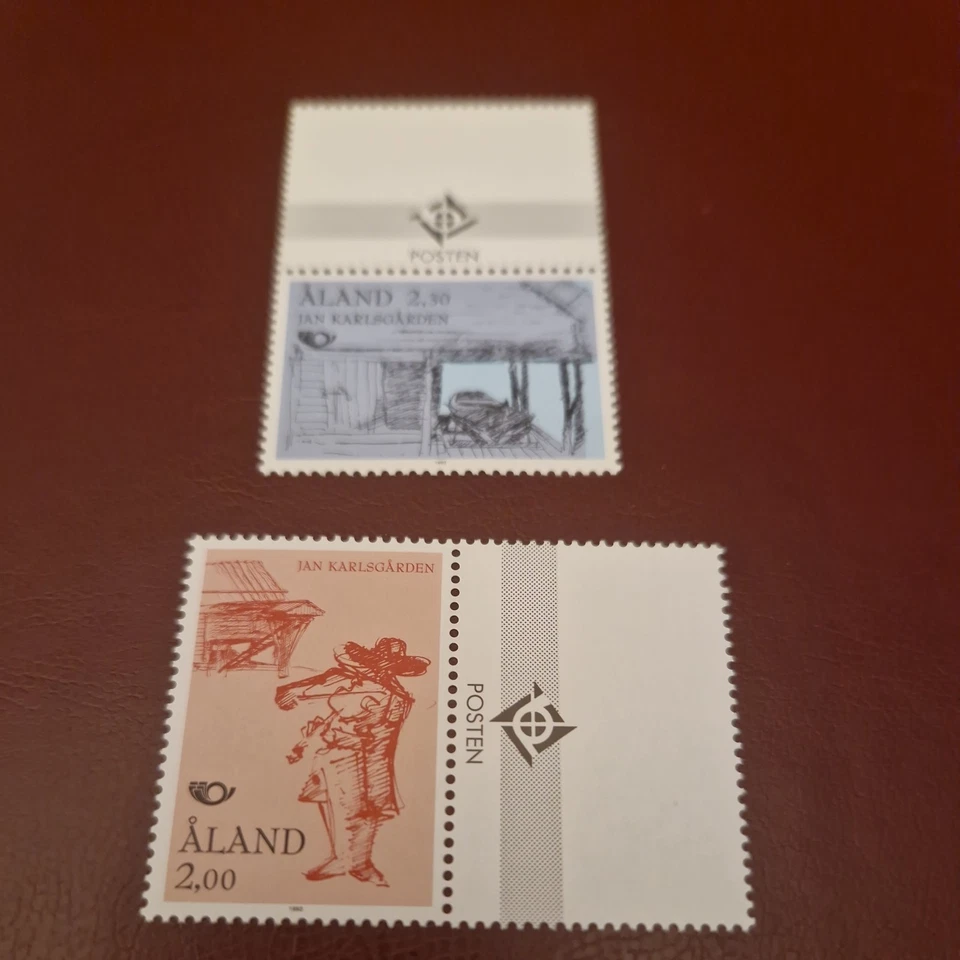 POSTEN
ÅLAND 2,30
JAN KARLSGÅRDEN
JAN KARLSGÅRDEN
POSTEN
ÅLAND
2,00